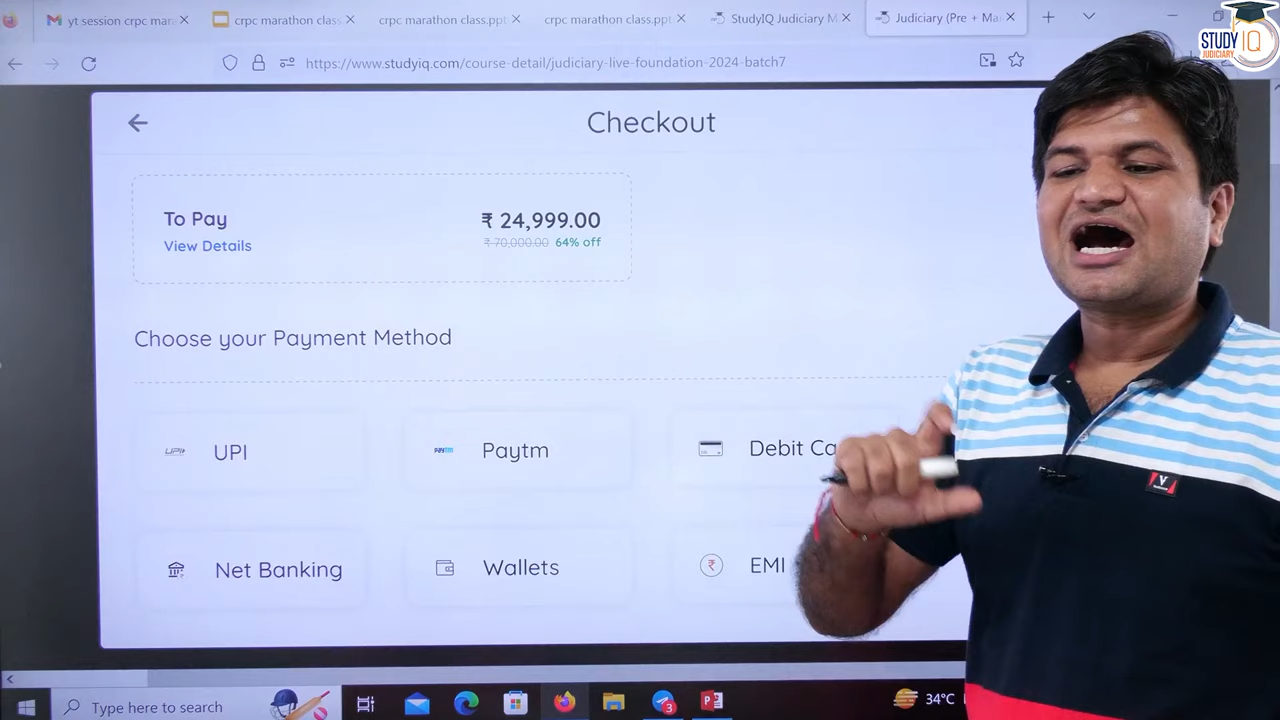 yt session crpc mar
crpc marathon class
crpc marathon class.ppt
crpc marathon class.ppt
StudyIQ Judiciary M
Judiciary (Pre + Ma
STUDY IQ
JUDICIARY
https://www.studyiq.com/course-detail/judiciary-live-foundation-2024-batch7
Checkout
To Pay
₹ 24,999.00
View Details
₹ 70,000.00 64% off
Choose your Payment Method
UPI
UPI
Paytm
Paytm
Debit Ca
Net Banking
Wallets
EMI
V
Type here to search
3
P
34°C